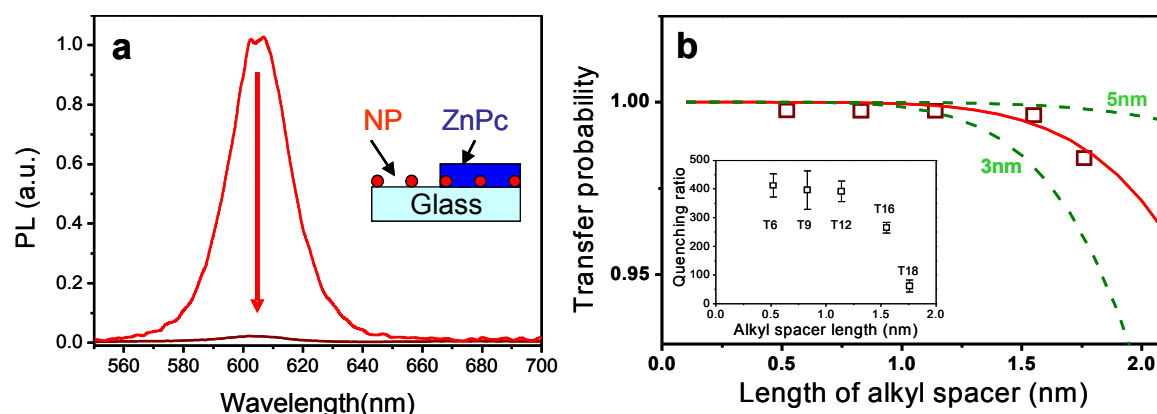 a
PL (a.u.)
1.0
0.8
0.6
0.4
0.2
0.0
560 580 600 620 640 660 680 700
Wavelength(nm)
NP ZnPc
Glass
b
Transfer probability
1.00
0.95
5nm
3nm
Quenching ratio
500
400
300
200
100
0
T6 T9 T12 T16
T18
0.0 0.5 1.0 1.5 2.0
Alkyl spacer length (nm)
0.0 0.5 1.0 1.5 2.0
Length of alkyl spacer (nm)